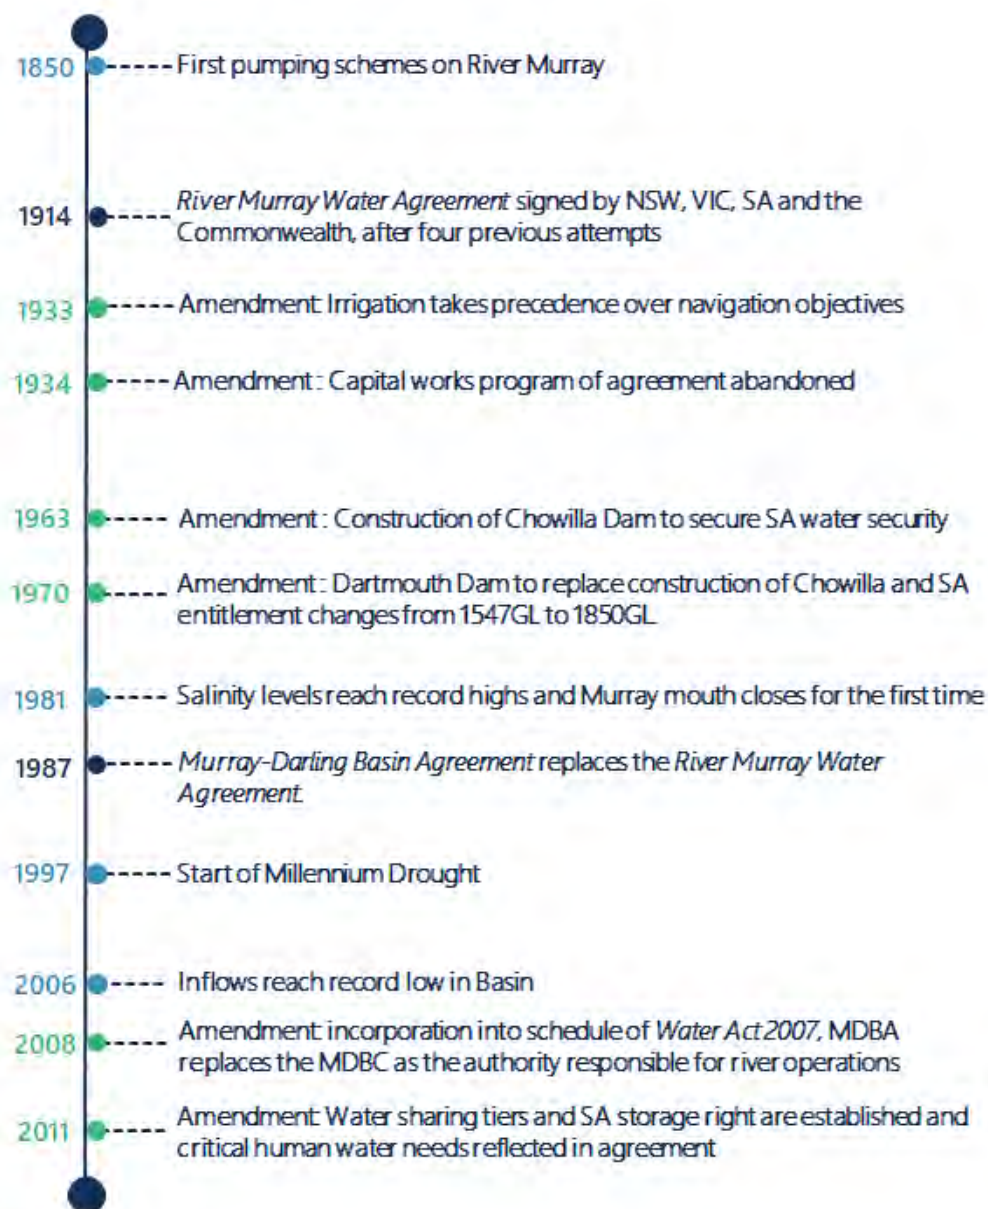 1850
First pumping schemes on River Murray
1914
River Murray Water Agreement signed by NSW, VIC, SA and the
Commonwealth, after four previous attempts
1933
Amendment: Irrigation takes precedence over navigation objectives
1934
Amendment : Capital works program of agreement abandoned
1963
Amendment : Construction of Chowilla Dam to secure SA water security
1970
Amendment : Dartmouth Dam to replace construction of Chowilla and SA
entitlement changes from 1547GL to 1850GL.
1981
Salinity levels reach record highs and Murray mouth closes for the first time
1987
Murray-Darling Basin Agreement replaces the River Murray Water
Agreement.
1997
Start of Millennium Drought
2006
Inflows reach record low in Basin
2008
Amendment: incorporation into schedule of Water Act 2007, MDBA
replaces the MDBC as the authority responsible for river operations
2011
Amendment: Water sharing tiers and SA storage right are established and
critical human water needs reflected in agreement